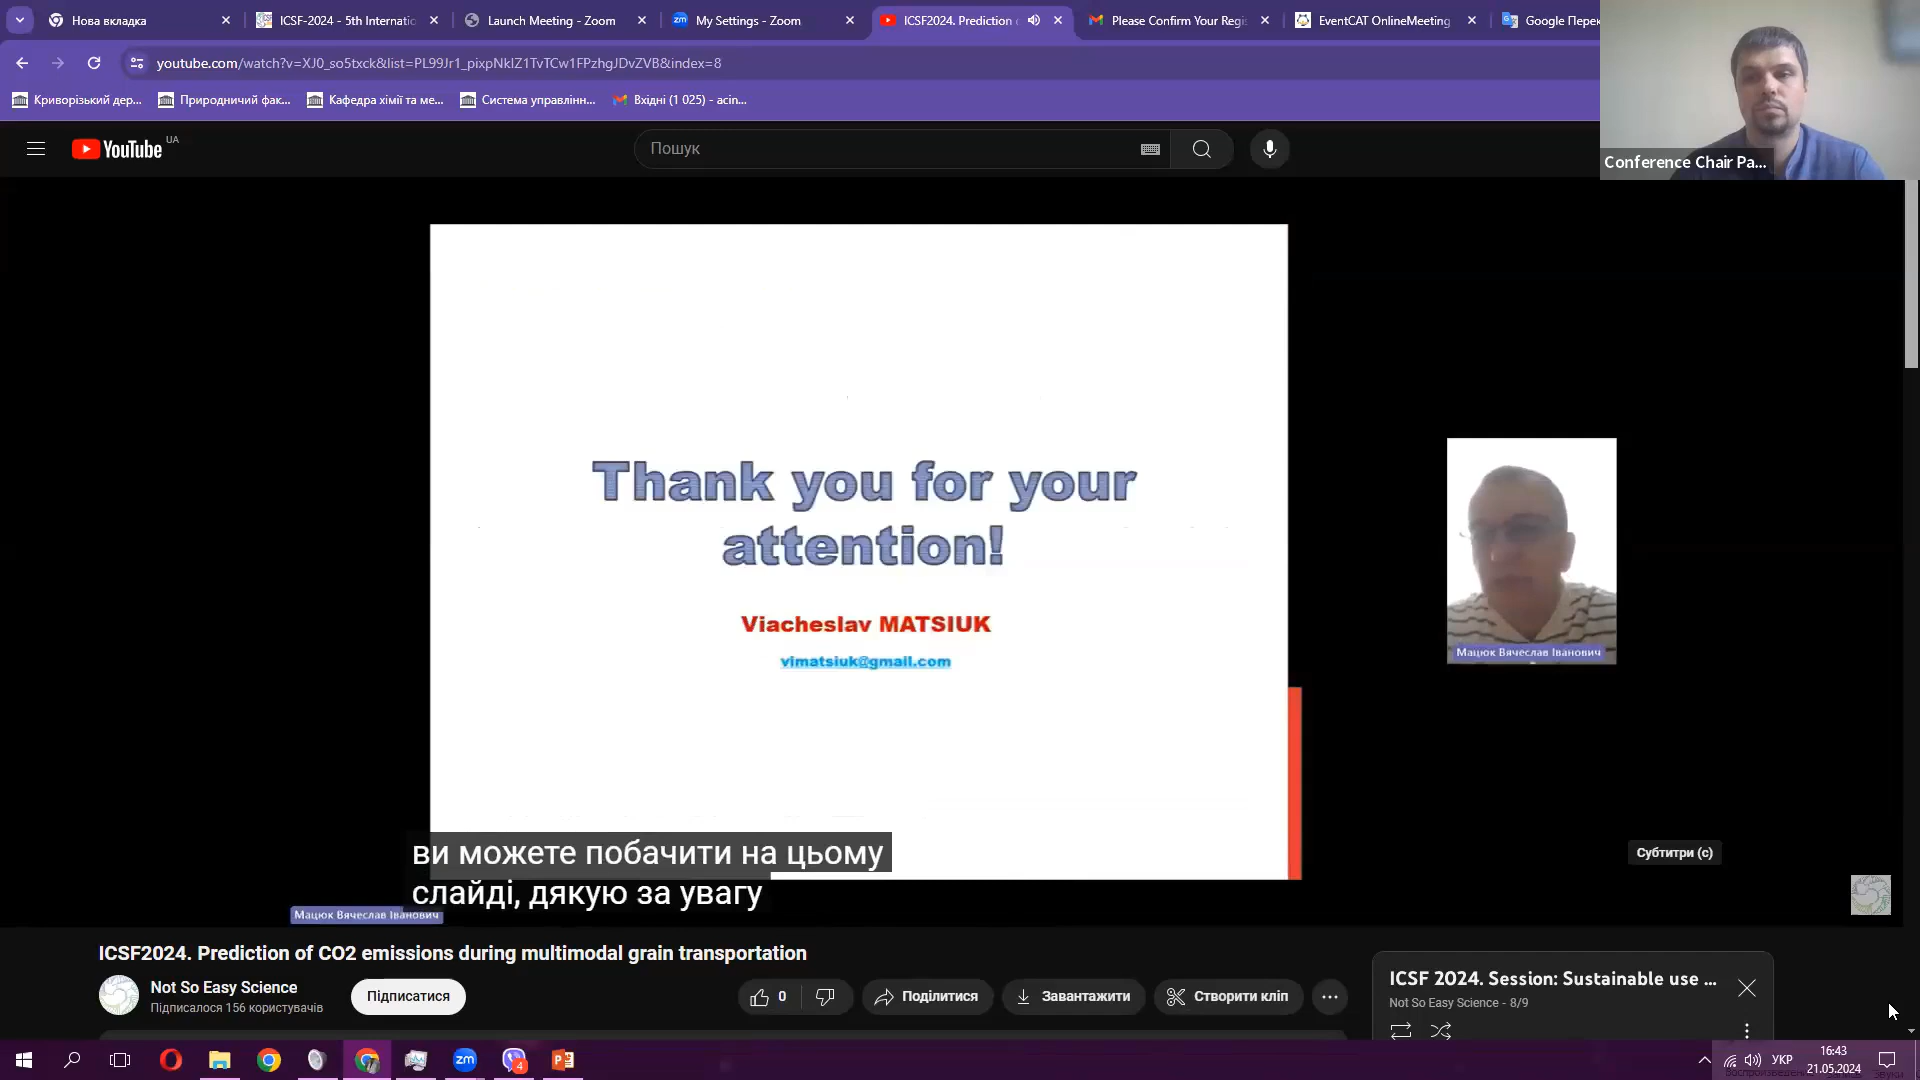 Нова вкладка
ICSF-2024 - 5th Internatio
Launch Meeting - Zoom
zm My Settings - Zoom
ICSF2024. Prediction
Please Confirm Your Regi
EventCAT OnlineMeeting
Google Перек
youtube.com/watch?v=XJ0_so5txck&list=PL99Jr1_pixpNklZ1TvTCw1FPzhgJDvZVB&index=8
Криворізький дер...
Природничий фак...
Кафедра хімії та ме...
Система управлінн...
Вхідні (1 025) - acin...
Conference Chair Pa...
YouTube UA
Пошук
Thank you for your
attention!
Viacheslav MATSIUK
vimatsiuk@gmail.com
Мацюк Вячеслав Іванович
ви можете побачити на цьому
слайді, дякую за увагу
Субтитри (c)
Мацюк Вячеслав Іванович
ICSF2024. Prediction of CO2 emissions during multimodal grain transportation
Not So Easy Science
Підписалося 156 користувачів
Підписатися
0
Поділитися
Завантажити
Створити кліп
ICSF 2024. Session: Sustainable use ...
Not So Easy Science - 8/9
zm
4
УКР
16:43
21.05.2024